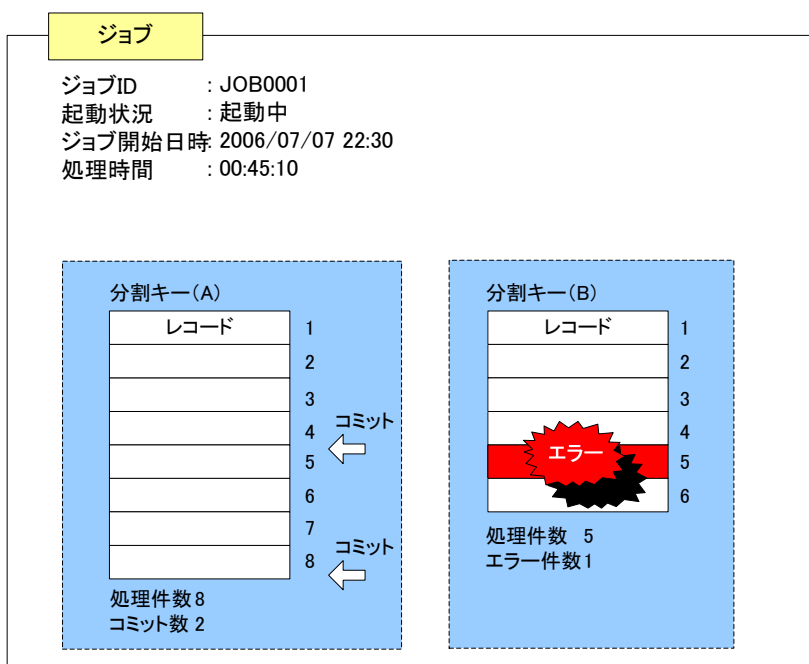 ジョブ
ジョブID : JOB0001
起動状況 : 起動中
ジョブ開始日時: 2006/07/07 22:30
処理時間 : 00:45:10
分割キー(A)
レコード 1
2
3
4
コミット
5
6
7
8
コミット
処理件数 8
コミット数 2
分割キー(B)
レコード 1
2
3
4
エラー 5
6
処理件数 5
エラー件数 1